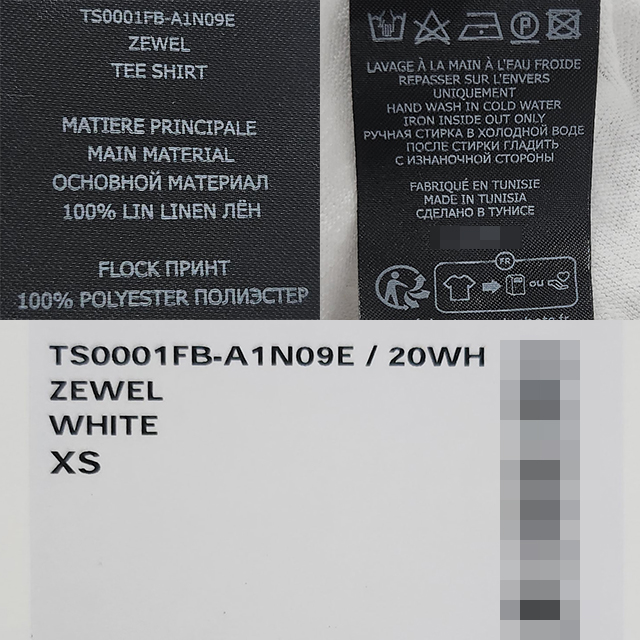 TS0001FB-A1N09E
ZEWEL
TEE SHIRT
MATIERE PRINCIPALE
MAIN MATERIAL
ОСНОВНОЙ МАТЕРИАЛ
100% LIN LINEN ЛЁН
FLOCK ПРИНТ
100% POLYESTER ПОЛИЭСТЕР
LAVAGE À LA MAIN À L'EAU FROIDE
REPASSER SUR L'ENVERS
UNIQUEMENT
HAND WASH IN COLD WATER
IRON INSIDE OUT ONLY
РУЧНАЯ СТИРКА В ХОЛОДНОЙ ВОДЕ
ПОСЛЕ СТИРКИ ГЛАДИТЬ
С ИЗНАНОЧНОЙ СТОРОНЫ
FABRIQUÉ EN TUNISIE
MADE IN TUNISIA
СДЕЛАНО В ТУНИСЕ
FR
OU
TS0001FB-A1N09E / 20WH
ZEWEL
WHITE
XS